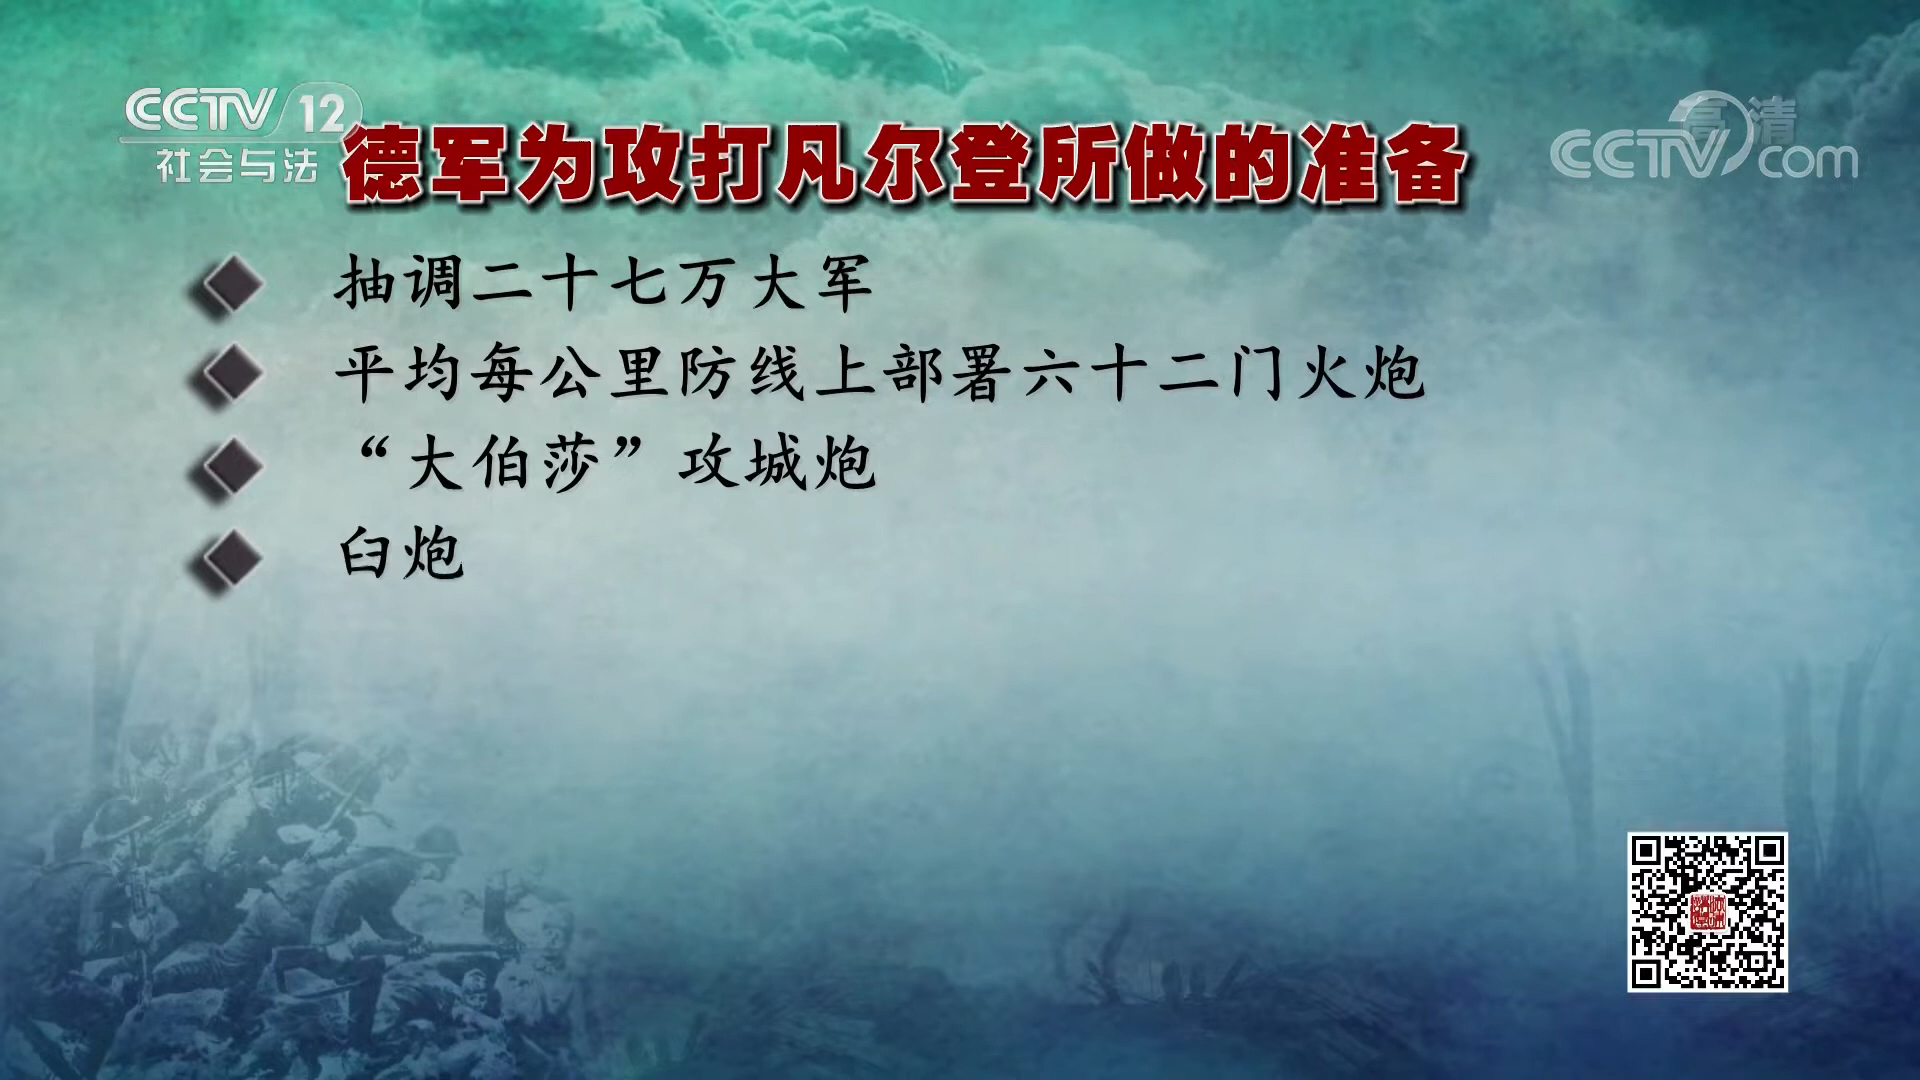 CCTV 12
社会与法
高清
CCTV com
德军为攻打凡尔登所做的准备
抽调二十七万大军
平均每公里防线上部署六十二门火炮
“大伯莎”攻城炮
臼炮